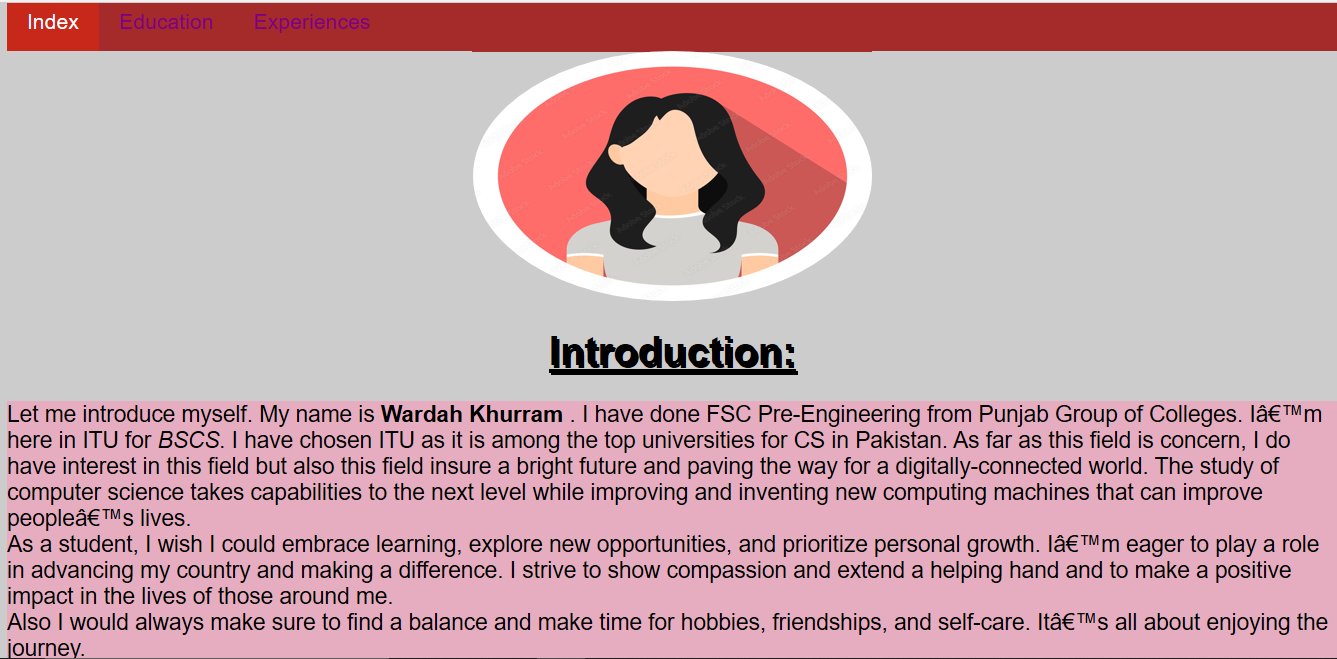 Index Education Experiences
Introduction:
Let me introduce myself. My name is Wardah Khurram . I have done FSC Pre-Engineering from Punjab Group of Colleges. Iâ€™m
here in ITU for BSCS. I have chosen ITU as it is among the top universities for CS in Pakistan. As far as this field is concern, I do
have interest in this field but also this field insure a bright future and paving the way for a digitally-connected world. The study of
computer science takes capabilities to the next level while improving and inventing new computing machines that can improve
peopleâ€™s lives.
As a student, I wish I could embrace learning, explore new opportunities, and prioritize personal growth. Iâ€™m eager to play a role
in advancing my country and making a difference. I strive to show compassion and extend a helping hand and to make a positive
impact in the lives of those around me.
Also I would always make sure to find a balance and make time for hobbies, friendships, and self-care. Itâ€™s all about enjoying the
journey.